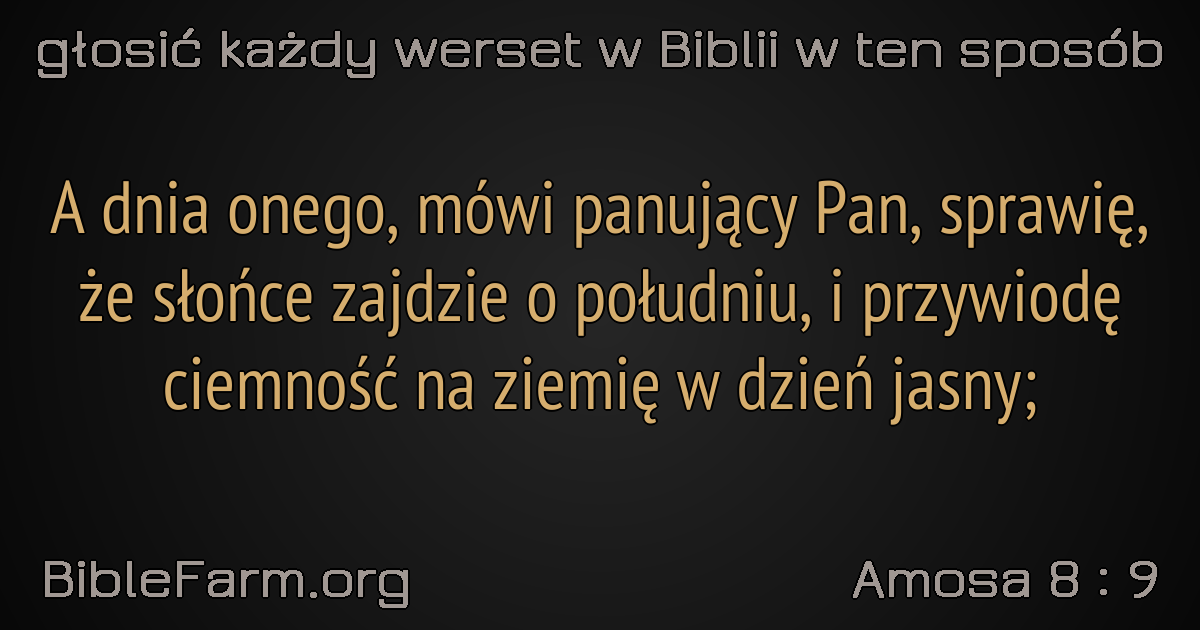 głosić każdy werset w Biblii w ten sposób
A dnia onego, mówi panujący Pan, sprawię,
że słońce zajdzie o południu, i przywiodę
ciemność na ziemię w dzień jasny;
BibleFarm.org
Amosa 8 : 9